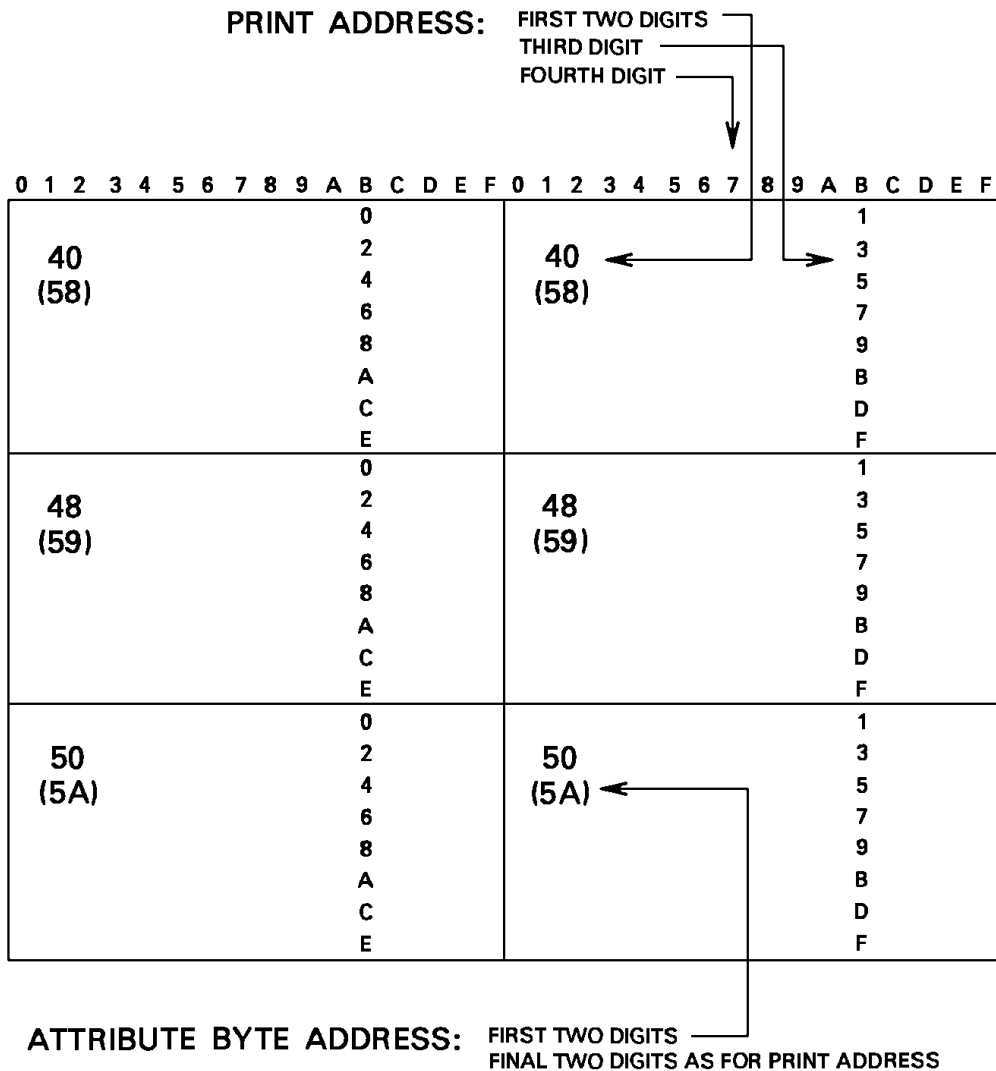 PRINT ADDRESS: FIRST TWO DIGITS
THIRD DIGIT
FOURTH DIGIT
0 1 2 3 4 5 6 7 8 9 A B C D E F 0 1 2 3 4 5 6 7 8 9 A B C D E F
0 1
40 2 40 3
(58) 4 (58) 5
6 7
8 9
A B
C D
E F
0 1
48 2 48 3
(59) 4 (59) 5
6 7
8 9
A B
C D
E F
0 1
50 2 50 3
(5A) 4 (5A) 5
6 7
8 9
A B
C D
E F
ATTRIBUTE BYTE ADDRESS: FIRST TWO DIGITS
FINAL TWO DIGITS AS FOR PRINT ADDRESS